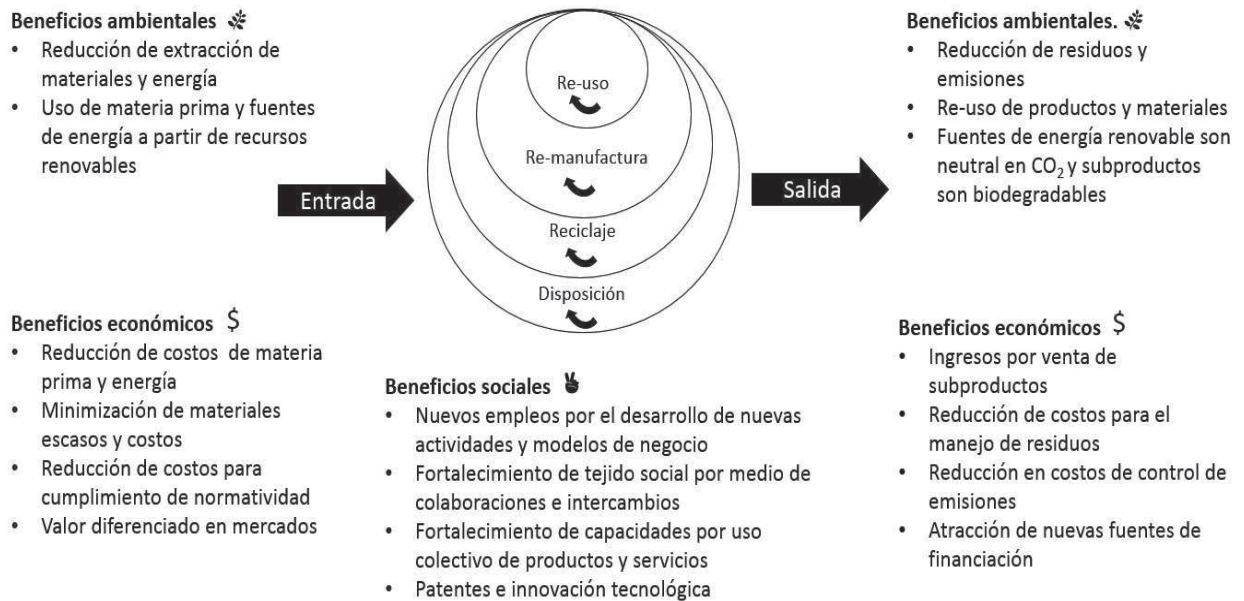 Beneficios ambientales
• Reducción de extracción de
materiales y energía
• Uso de materia prima y fuentes
de energía a partir de recursos
renovables
Entrada
Re-uso
Re-manufactura
Reciclaje
Disposición
Salida
Beneficios ambientales.
• Reducción de residuos y
emisiones
• Re-uso de productos y materiales
• Fuentes de energía renovable son
neutral en CO₂ y subproductos
son biodegradables
Beneficios económicos $
• Reducción de costos de materia
prima y energía
• Minimización de materiales
escasos y costos
• Reducción de costos para
cumplimiento de normatividad
• Valor diferenciado en mercados
Beneficios sociales
• Nuevos empleos por el desarrollo de nuevas
actividades y modelos de negocio
• Fortalecimiento de tejido social por medio de
colaboraciones e intercambios
• Fortalecimiento de capacidades por uso
colectivo de productos y servicios
• Patentes e innovación tecnológica
Beneficios económicos $
• Ingresos por venta de
subproductos
• Reducción de costos para el
manejo de residuos
• Reducción en costos de control de
emisiones
• Atracción de nuevas fuentes de
financiación